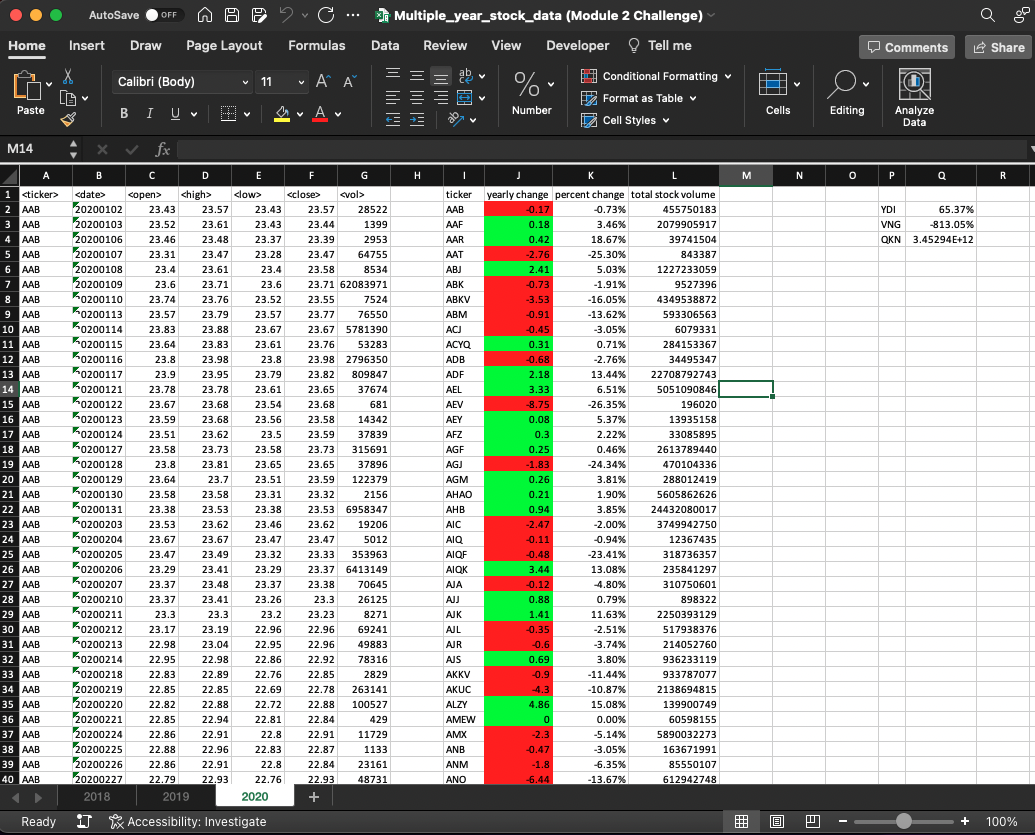 AutoSave OFF Multiple_year_stock_data (Module 2 Challenge)
Home Insert Draw Page Layout Formulas Data Review View Developer Tell me Comments Share
Paste Calibri (Body) 11 Number Conditional Formatting Format as Table Cell Styles Cells Editing Analyze Data
M14 fx
A B C D E F G H I J K L M N O P Q R
1 <ticker> <date> <open> <high> <low> <close> <vol> ticker yearly change percent change total stock volume
2 AAB 20200102 23.43 23.57 23.43 23.57 28522 AAB -0.17 -0.73% 455750183 YDI 65.37%
3 AAB 20200103 23.52 23.61 23.43 23.44 1399 AAF 0.18 3.46% 2079905917 VNG -813.05%
4 AAB 20200106 23.46 23.48 23.37 23.39 2953 AAR 0.42 18.67% 39741504 QKN 3.45294E+12
5 AAB 20200107 23.31 23.47 23.28 23.47 64755 AAT -2.76 -25.30% 843387
6 AAB 20200108 23.4 23.61 23.4 23.58 8534 ABJ 2.41 5.03% 1227233059
7 AAB 20200109 23.6 23.71 23.6 23.71 62083971 ABK -0.73 -1.91% 9527396
8 AAB 20200110 23.74 23.76 23.52 23.55 7524 ABKV -3.53 -16.05% 4349538872
9 AAB 20200113 23.57 23.79 23.57 23.77 76550 ABM -0.91 -13.62% 593306563
10 AAB 20200114 23.83 23.88 23.67 23.67 5781390 ACJ -0.45 -3.05% 6079331
11 AAB 20200115 23.64 23.83 23.61 23.76 53283 ACYQ 0.31 0.71% 284153367
12 AAB 20200116 23.8 23.98 23.8 23.98 2796350 ADB -0.68 -2.76% 34495347
13 AAB 20200117 23.9 23.95 23.79 23.82 809847 ADF 2.18 13.44% 22708792743
14 AAB 20200121 23.78 23.78 23.61 23.65 37674 AEL 3.33 6.51% 5051090846
15 AAB 20200122 23.67 23.68 23.54 23.68 681 AEV -8.75 -26.35% 196020
16 AAB 20200123 23.59 23.68 23.56 23.58 14342 AEY 0.08 5.37% 13935158
17 AAB 20200124 23.51 23.62 23.5 23.59 37839 AFZ 0.3 2.22% 33085895
18 AAB 20200127 23.58 23.73 23.58 23.73 315691 AGF 0.25 0.46% 2613789440
19 AAB 20200128 23.8 23.81 23.65 23.65 37896 AGJ -1.83 -24.34% 470104336
20 AAB 20200129 23.64 23.7 23.51 23.59 122379 AGM 0.26 3.81% 288012419
21 AAB 20200130 23.58 23.58 23.31 23.32 2156 AHAO 0.21 1.90% 5605862626
22 AAB 20200131 23.38 23.53 23.38 23.53 6958347 AHB 0.94 3.85% 24432080017
23 AAB 20200203 23.53 23.62 23.46 23.62 19206 AIC -2.47 -2.00% 3749942750
24 AAB 20200204 23.67 23.67 23.47 23.47 5012 AIQ -0.11 -0.94% 12367435
25 AAB 20200205 23.47 23.49 23.32 23.33 353963 AIQF -0.48 -23.41% 318736357
26 AAB 20200206 23.29 23.41 23.29 23.37 6413149 AIQK 3.44 13.08% 235841297
27 AAB 20200207 23.37 23.48 23.37 23.38 70645 AJA -0.12 -4.80% 310750601
28 AAB 20200210 23.37 23.41 23.26 23.3 26125 AJJ 0.88 0.79% 898322
29 AAB 20200211 23.3 23.3 23.2 23.23 8271 AJK 1.41 11.63% 2250393129
30 AAB 20200212 23.17 23.19 22.96 22.96 69241 AJL -0.35 -2.51% 517938376
31 AAB 20200213 22.98 23.04 22.95 22.96 49883 AJR -0.6 -3.74% 214052760
32 AAB 20200214 22.95 22.98 22.86 22.92 78316 AJS 0.69 3.80% 936233119
33 AAB 20200218 22.83 22.89 22.76 22.85 2829 AKKV -0.9 -11.44% 933787077
34 AAB 20200219 22.85 22.85 22.69 22.78 263141 AKUC -4.3 -10.87% 2138694815
35 AAB 20200220 22.82 22.88 22.72 22.88 100527 ALZY 4.86 15.08% 139900749
36 AAB 20200221 22.85 22.94 22.81 22.84 429 AMEW 0 0.00% 60598155
37 AAB 20200224 22.86 22.91 22.8 22.91 11729 AMX -2.3 -5.14% 5890032273
38 AAB 20200225 22.88 22.96 22.83 22.87 1133 ANB -0.47 -3.05% 163671991
39 AAB 20200226 22.86 22.91 22.8 22.84 23161 ANM -1.8 -6.35% 85550107
40 AAB 20200227 22.79 22.93 22.76 22.93 48731 ANO -6.44 -13.67% 612942748
2018 2019 2020 +
Ready Accessibility: Investigate 100%